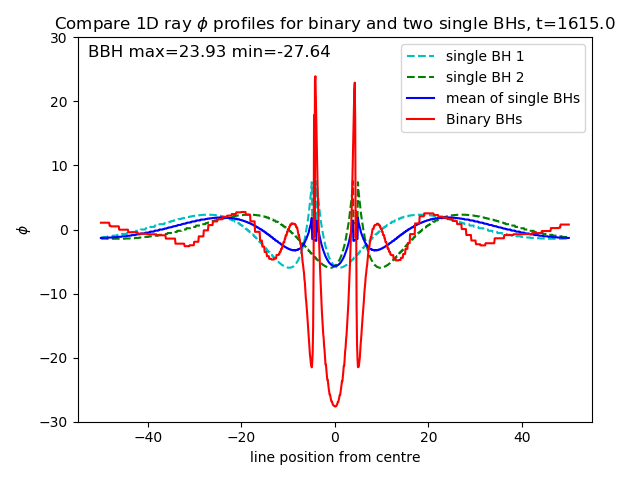 Compare 1D ray ϕ profiles for binary and two single BHs, t=1615.0
BBH max=23.93 min=-27.64
single BH 1
single BH 2
mean of single BHs
Binary BHs
30
20
10
0
−10
−20
−30
ϕ
−40
−20
0
20
40
line position from centre